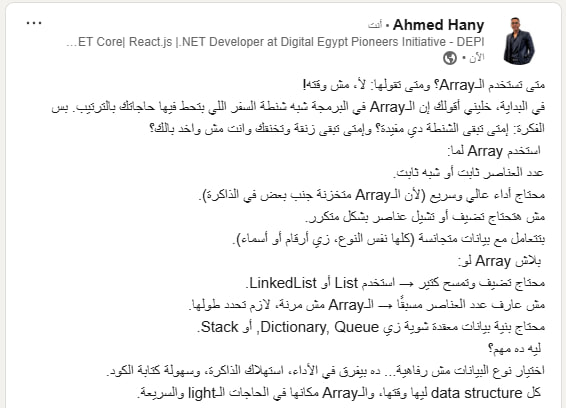 Ahmed Hany • أنت
...ET Core| React.js |.NET Developer at Digital Egypt Pioneers Initiative - DEPI
الآن •
متى تستخدم الـArray؟ ومتى تقولها: لأ، مش وقته!
في البداية، خليني أقولك إن الـArray في البرمجة شبه شنطة السفر اللي بتحط فيها حاجاتك بالترتيب. بس
الفكرة: إمتى تبقى الشنطة دي مفيدة؟ وإمتى تبقى زنقة وتخنقك وانت مش واخد بالك؟
استخدم Array لما:
عدد العناصر ثابت أو شبه ثابت.
محتاج أداء عالي وسريع (لأن الـArray متخزنة جنب بعض في الذاكرة).
مش هتحتاج تضيف أو تشيل عناصر بشكل متكرر.
بتتعامل مع بيانات متجانسة (كلها نفس النوع، زي أرقام أو أسماء).
بلاش Array لو:
محتاج تضيف وتمسح كتير → استخدم List أو LinkedList.
مش عارف عدد العناصر مسبقًا → الـArray مش مرنة، لازم تحدد طولها.
محتاج بنية بيانات معقدة شوية زي Dictionary, Queue, أو Stack.
ليه ده مهم؟
اختيار نوع البيانات مش رفاهية... ده بيفرق في الأداء، استهلاك الذاكرة، وسهولة كتابة الكود.
كل data structure ليها وقتها، والـArray مكانها في الحاجات الـlight والسريعة.